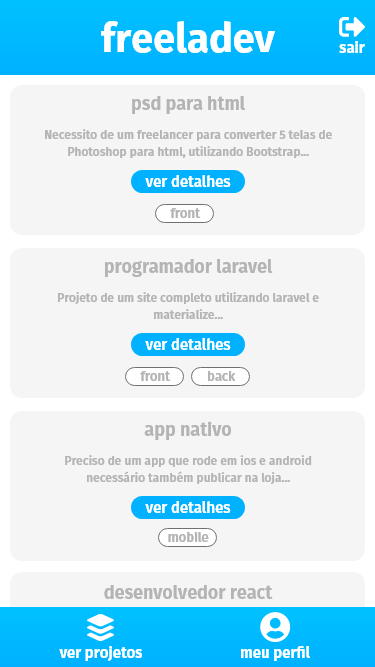 freeladev
sair
psd para html
Necessito de um freelancer para converter 5 telas de
Photoshop para html, utilizando Bootstrap...
ver detalhes
front
programador laravel
Projeto de um site completo utilizando laravel e
materialize...
ver detalhes
front back
app nativo
Preciso de um app que rode em ios e android
necessário também publicar na loja...
ver detalhes
mobile
desenvolvedor react
ver projetos meu perfil